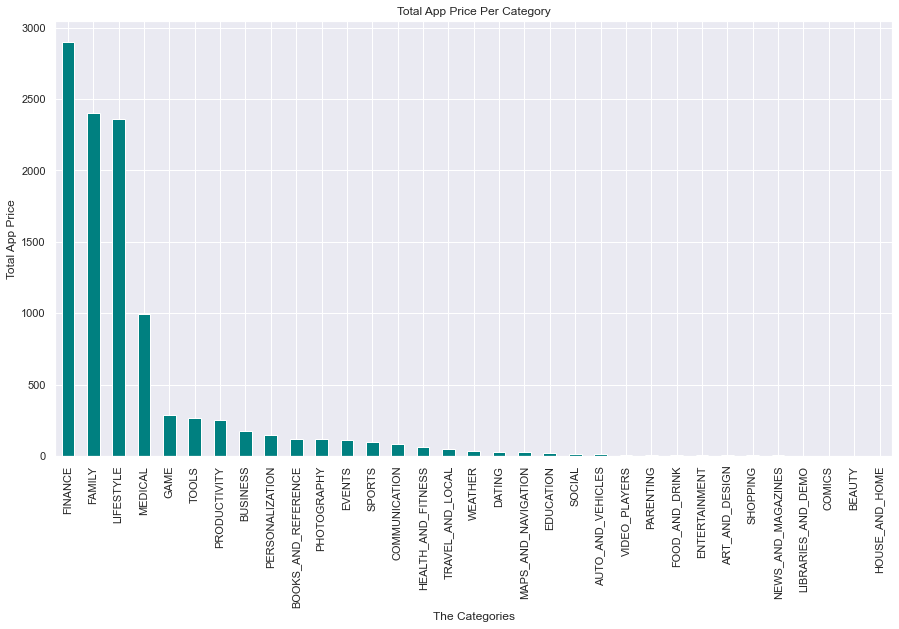 Total App Price Per Category
Total App Price
3000
2500
2000
1500
1000
500
0
FINANCE
FAMILY
LIFESTYLE
MEDICAL
GAME
TOOLS
PRODUCTIVITY
BUSINESS
PERSONALIZATION
BOOKS_AND_REFERENCE
PHOTOGRAPHY
EVENTS
SPORTS
COMMUNICATION
HEALTH_AND_FITNESS
TRAVEL_AND_LOCAL
WEATHER
DATING
MAPS_AND_NAVIGATION
EDUCATION
SOCIAL
AUTO_AND_VEHICLES
VIDEO_PLAYERS
PARENTING
FOOD_AND_DRINK
ENTERTAINMENT
ART_AND_DESIGN
SHOPPING
NEWS_AND_MAGAZINES
LIBRARIES_AND_DEMO
COMICS
BEAUTY
HOUSE_AND_HOME
The Categories